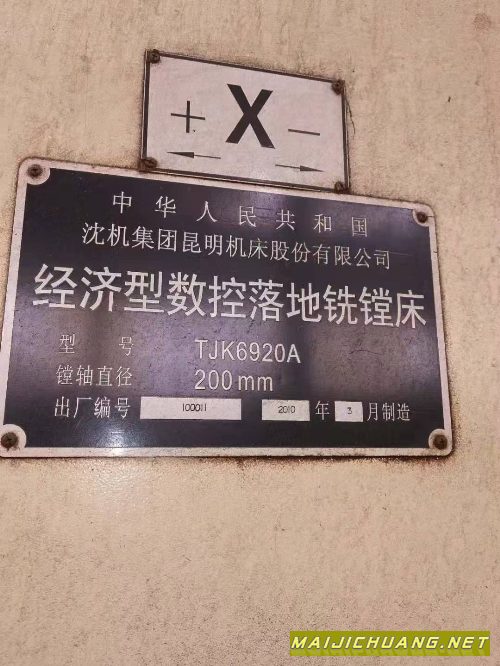 + X −
← →
中华人民共和国
沈机集团昆明机床股份有限公司
经济型数控落地铣镗床
型 号 TJK6920A
镗轴直径 200mm
出厂编号 100011 2010 年 3 月制造
MAIJICHUANG.NET